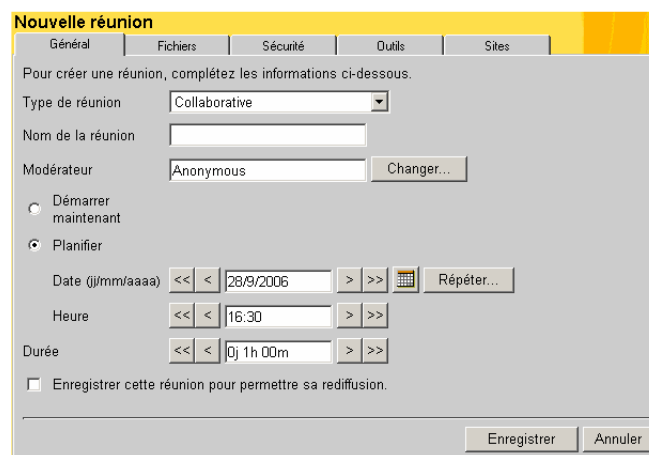 Nouvelle réunion
Général Fichiers Sécurité Outils Sites
Pour créer une réunion, complétez les informations ci-dessous.
Type de réunion Collaborative
Nom de la réunion
Modérateur Anonymous Changer...
Démarrer
maintenant
Planifier
Date (jj/mm/aaaa) << < 28/9/2006 > >> Répéter...
Heure << < 16:30 > >>
Durée << < 0j 1h 00m > >>
Enregistrer cette réunion pour permettre sa rediffusion.
Enregistrer Annuler